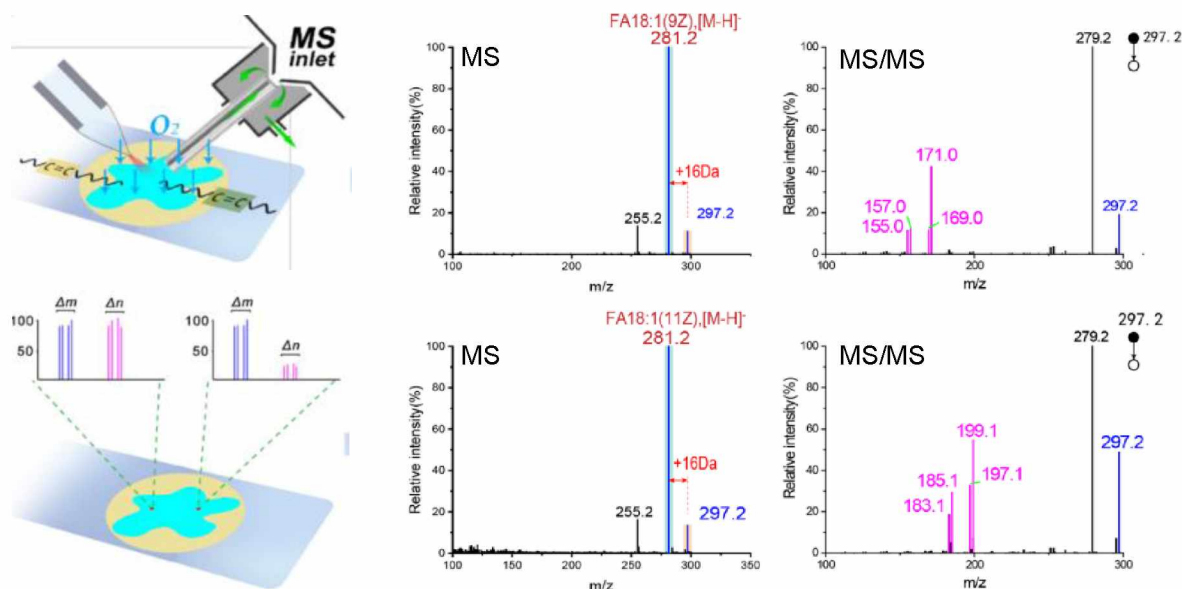 MS
inlet
O₂
C=C
C=C
Δm
Δn
Δm
Δn
100
50
100
50
FA18:1(9Z),[M-H]⁻
281.2
MS
+16Da
255.2
297.2
Relative intensity(%)
100
80
60
40
20
0
100
200
300
350
m/z
MS/MS
279.2
297. 2
171.0
157.0
155.0
169.0
297.2
Relative intensity(%)
100
80
60
40
20
0
100
200
300
m/z
FA18:1(11Z),[M-H]⁻
281.2
MS
+16Da
255.2
297.2
Relative intensity(%)
100
80
60
40
20
0
100
150
200
250
300
350
m/z
MS/MS
279.2
297. 2
199.1
185.1
197.1
183.1
297.2
Relative intensity(%)
100
80
60
40
20
0
100
200
300
m/z